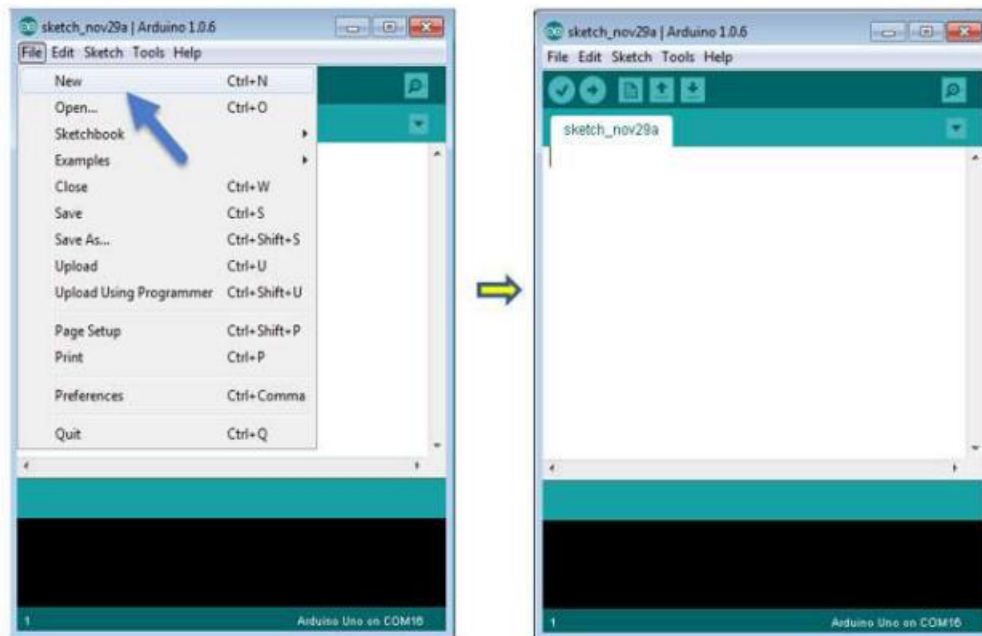 sketch_nov29a | Arduino 1.0.6
File Edit Sketch Tools Help
New Ctrl+N
Open... Ctrl+O
Sketchbook
Examples
Close Ctrl+W
Save Ctrl+S
Save As... Ctrl+Shift+S
Upload Ctrl+U
Upload Using Programmer Ctrl+Shift+U
Page Setup Ctrl+Shift+P
Print Ctrl+P
Preferences Ctrl+Comma
Quit Ctrl+Q
1 Arduino Uno on COM16
sketch_nov29a | Arduino 1.0.6
File Edit Sketch Tools Help
sketch_nov29a
1 Arduino Uno on COM16